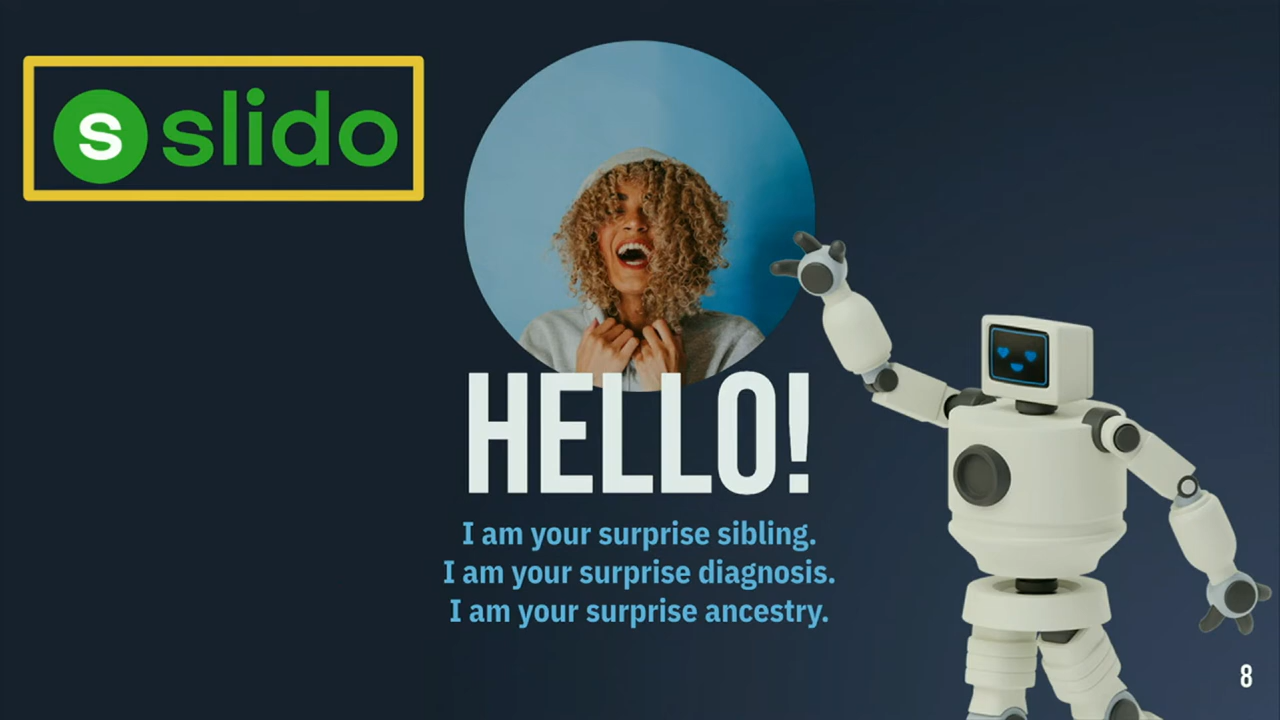 s slido
HELLO!
I am your surprise sibling.
I am your surprise diagnosis.
I am your surprise ancestry.
8